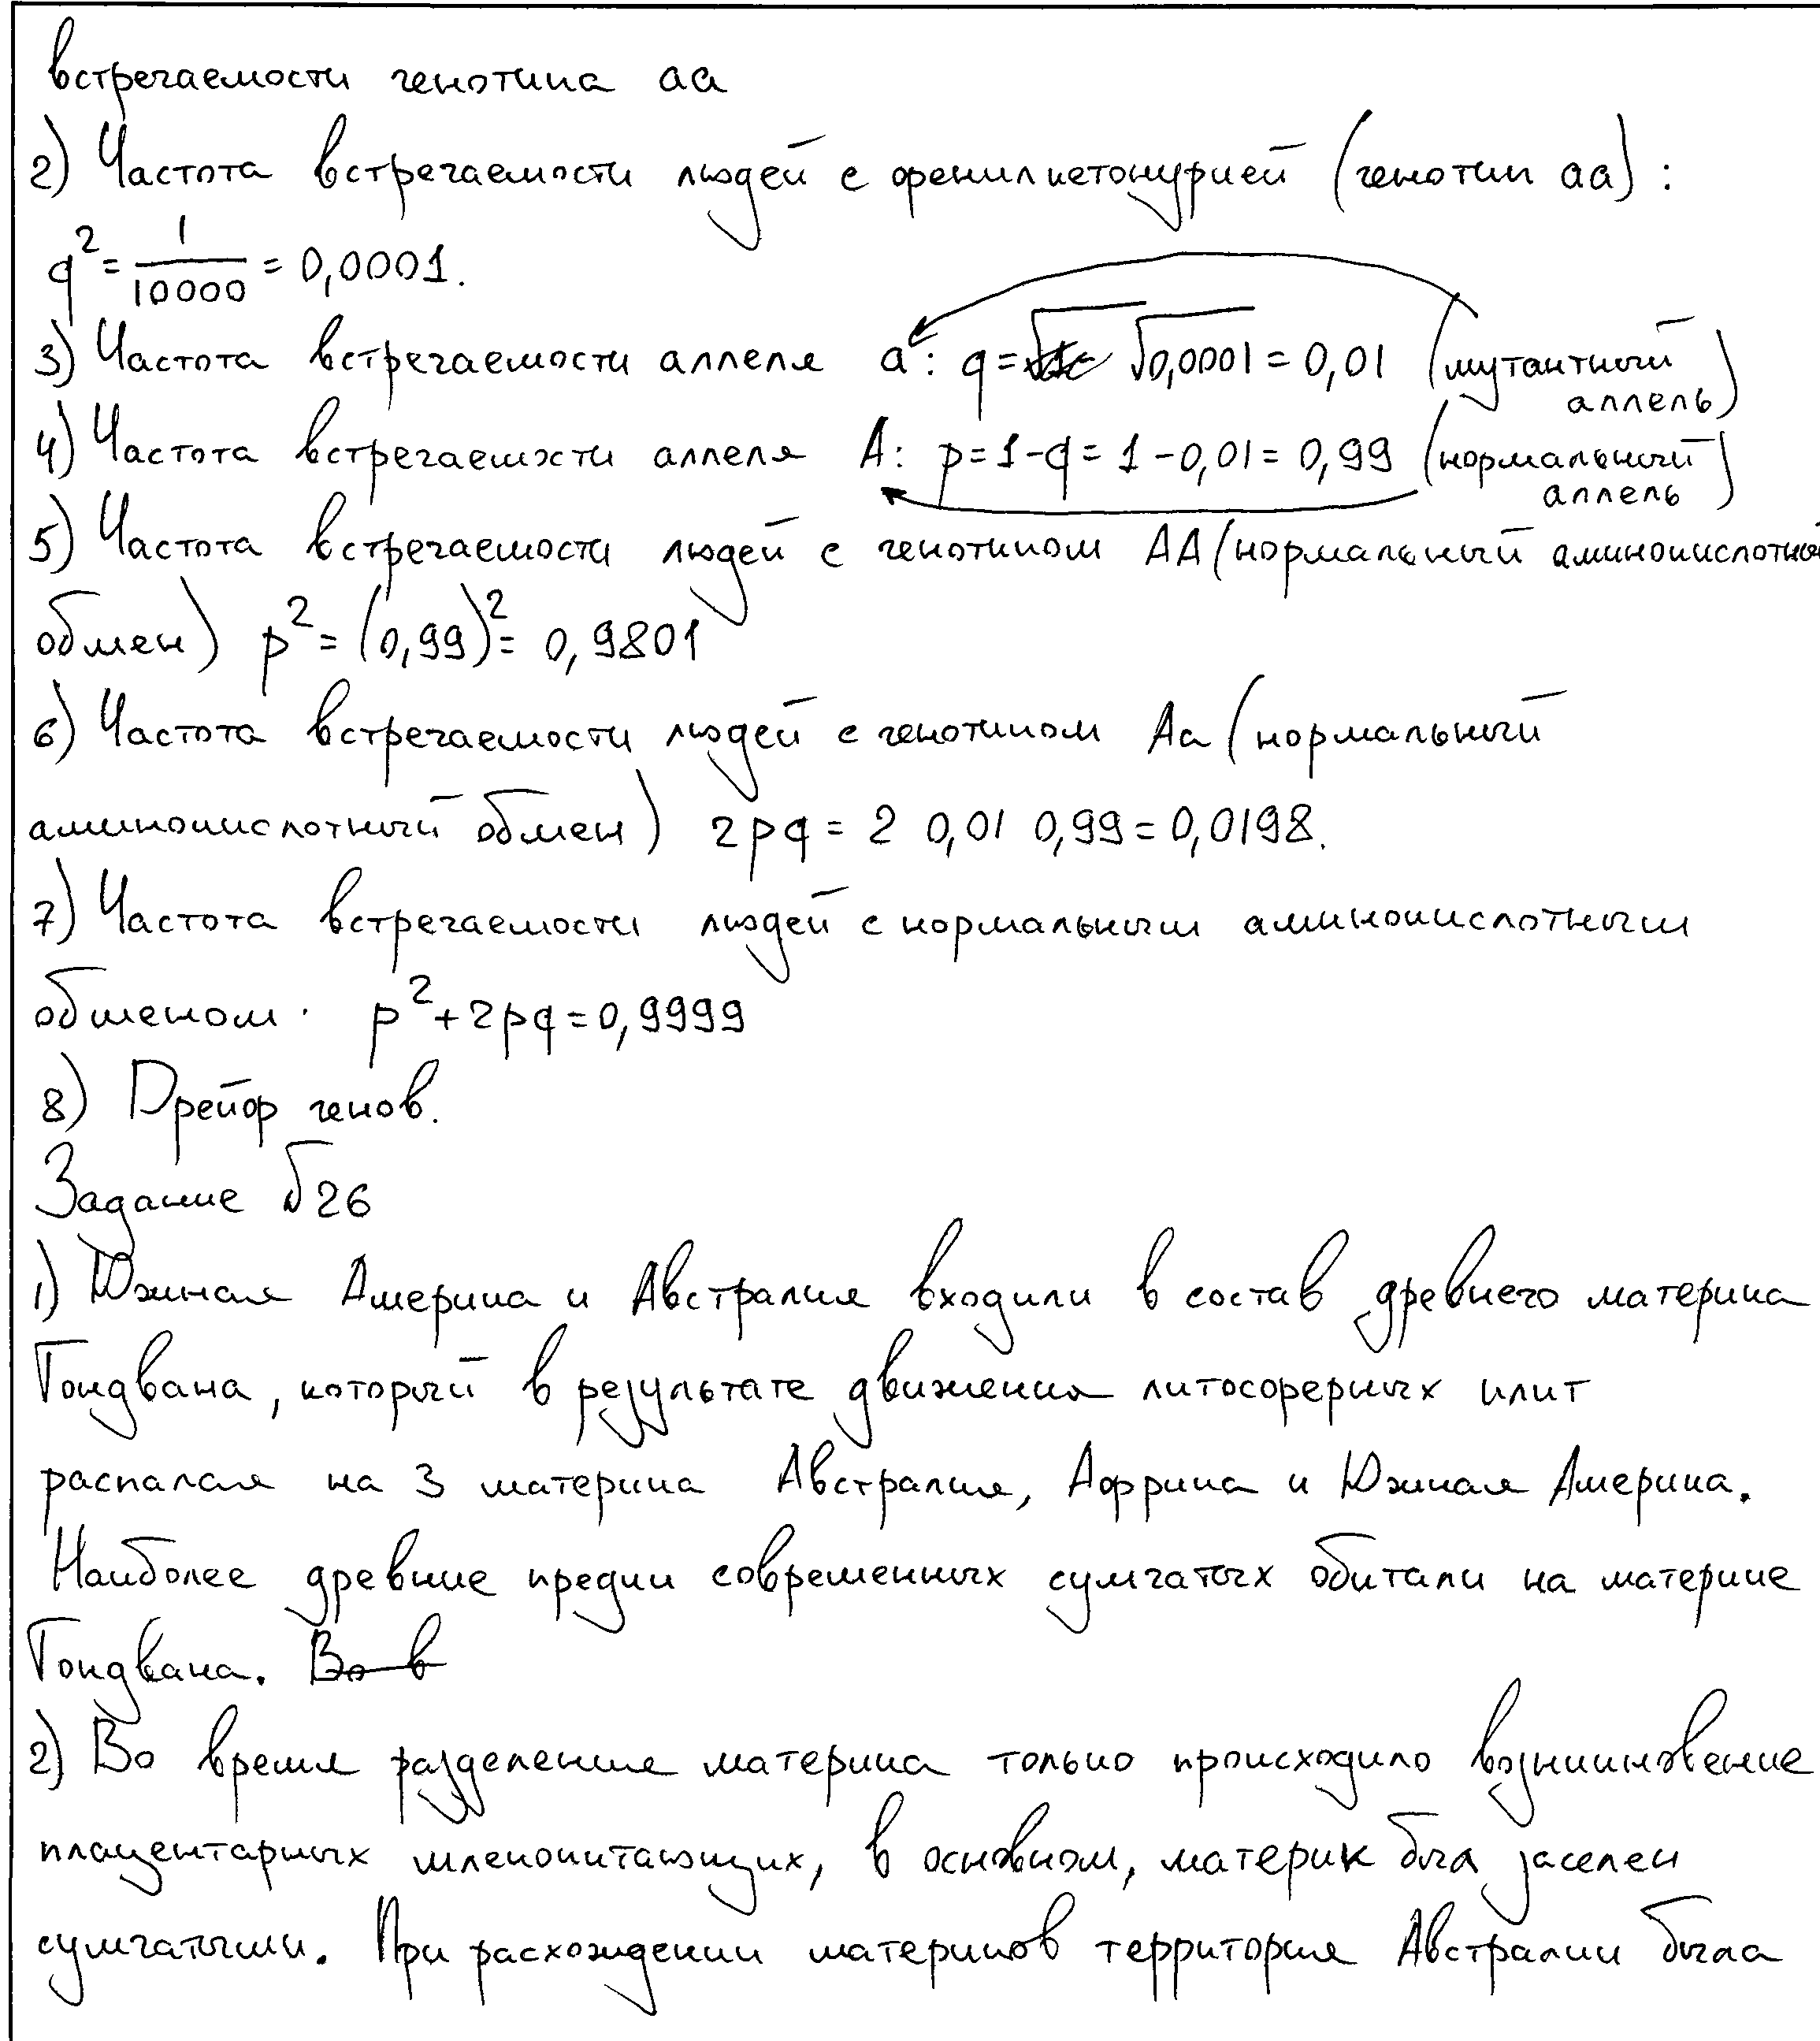 встречаемости генотипа аа
2) Частота встречаемости людей с фенилкетонурией (генотип аа):
q² = 1/10000 = 0,0001.
3) Частота встречаемости аллеля а: q = √0,0001 = 0,01 (мутантный аллель)
4) Частота встречаемости аллеля А: p = 1 - q = 1 - 0,01 = 0,99 (нормальный аллель)
5) Частота встречаемости людей с генотипом АА (нормальный аминокислотный
обмен) p² = (0,99)² = 0,9801
6) Частота встречаемости людей с генотипом Аа (нормальный
аминокислотный обмен) 2pq = 2 0,01 0,99 = 0,0198.
7) Частота встречаемости людей с нормальным аминокислотным
обменом. p² + 2pq = 0,9999
8) Дрейф генов.
Задание √26
1) Южная Америка и Австралия входили в состав древнего материка
Гондвана, который в результате движения литосферных плит
распался на 3 материка Австралия, Африка и Южная Америка.
Наиболее древние предки современных сумчатых обитали на материке
Гондвана. Во в
2) Во время разделения материка только происходило возникновение
плацентарных млекопитающих, в основном, материк был заселен
сумчатыми. При расхождении материков территория Австралии была